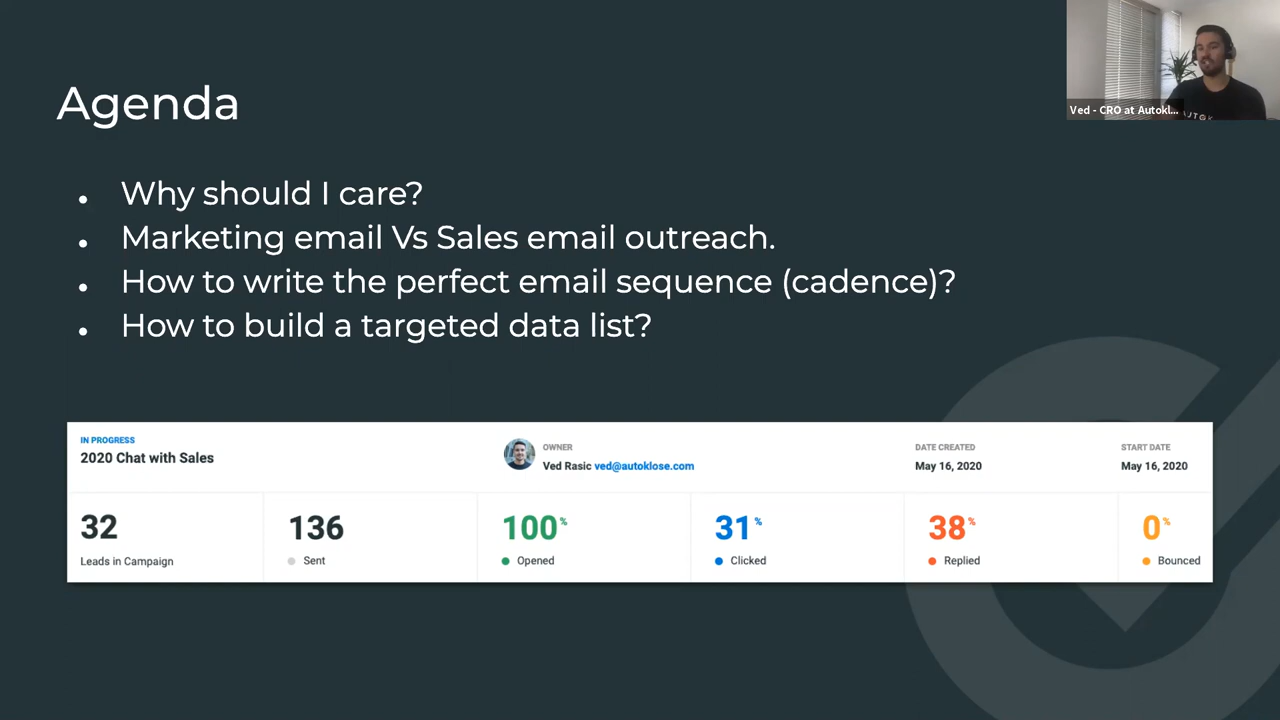 Agenda
Ved - CRO at Autokl...
• Why should I care?
• Marketing email Vs Sales email outreach.
• How to write the perfect email sequence (cadence)?
• How to build a targeted data list?
IN PROGRESS
2020 Chat with Sales
OWNER
Ved Rasic ved@autoklose.com
DATE CREATED
May 16, 2020
START DATE
May 16, 2020
32
Leads in Campaign
136
Sent
100%
Opened
31%
Clicked
38%
Replied
0%
Bounced